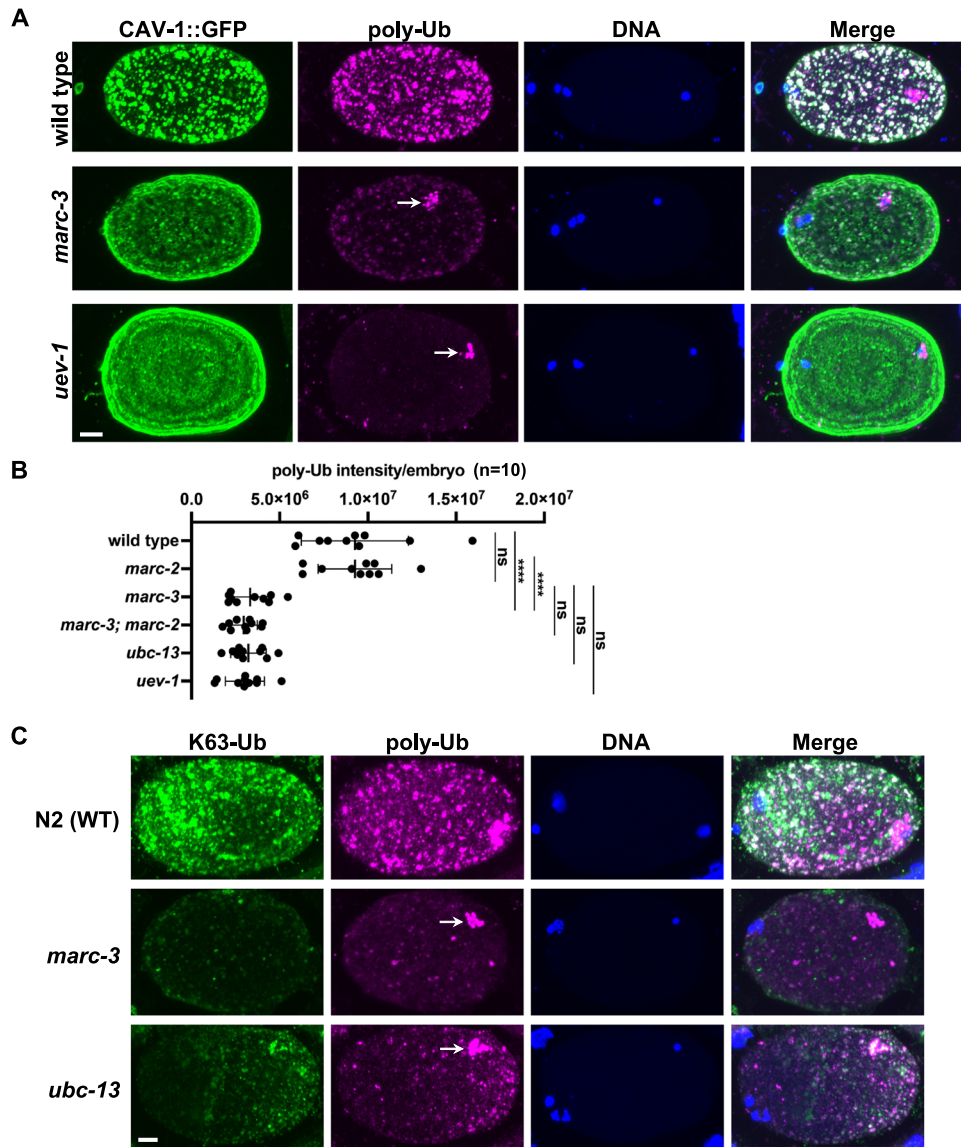 A
CAV-1::GFP poly-Ub DNA Merge
wild type
marc-3
uev-1
B
poly-Ub intensity/embryo (n=10)
0.0 5.0×10⁶ 1.0×10⁷ 1.5×10⁷ 2.0×10⁷
wild type
marc-2
marc-3
marc-3; marc-2
ubc-13
uev-1
ns **** **** ns ns ns
C
K63-Ub poly-Ub DNA Merge
N2 (WT)
marc-3
ubc-13